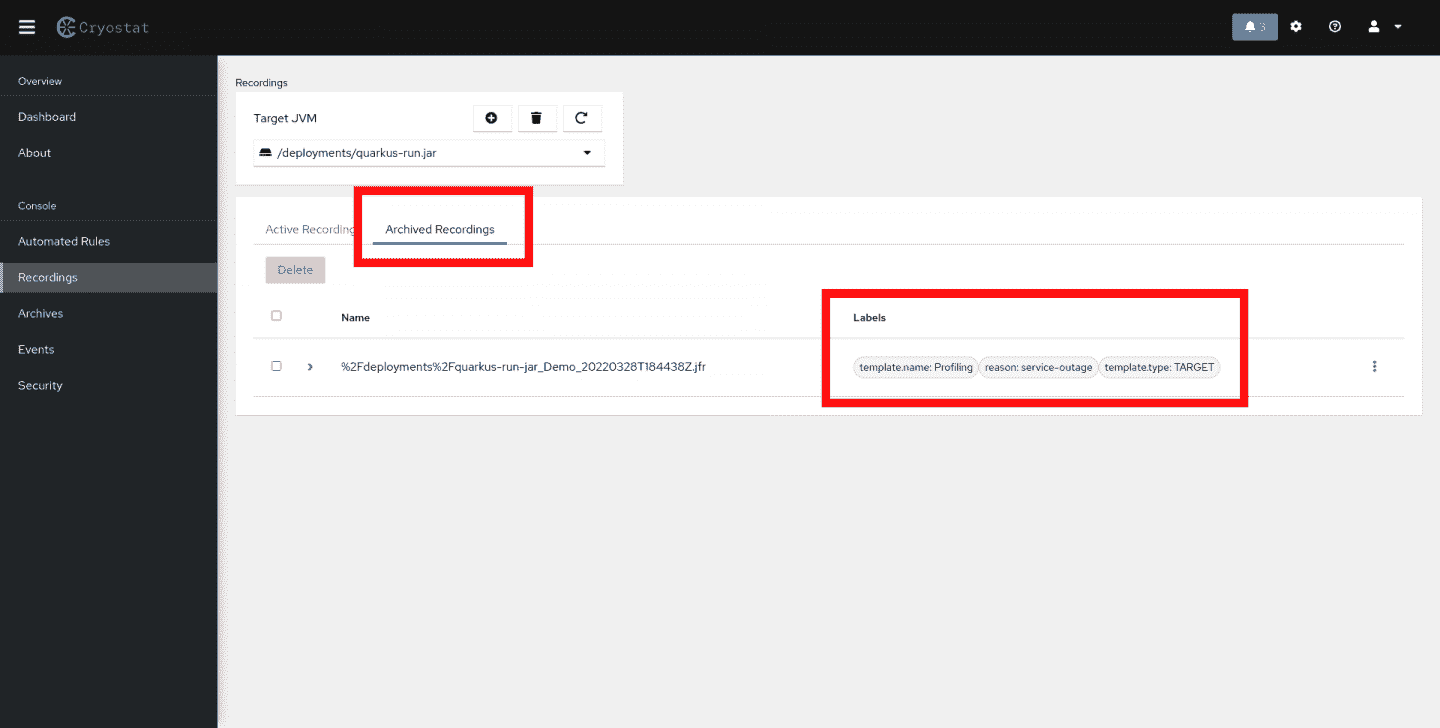 Cryostat
3
Overview
Dashboard
About
Console
Automated Rules
Recordings
Archives
Events
Security
Recordings
Target JVM
/deployments/quarkus-run.jar
Active Recording
Archived Recordings
Delete
Name
Labels
%2Fdeployments%2Fquarkus-run-jar_Demo_20220328T184438Z.jfr
template.name: Profiling
reason: service-outage
template.type: TARGET